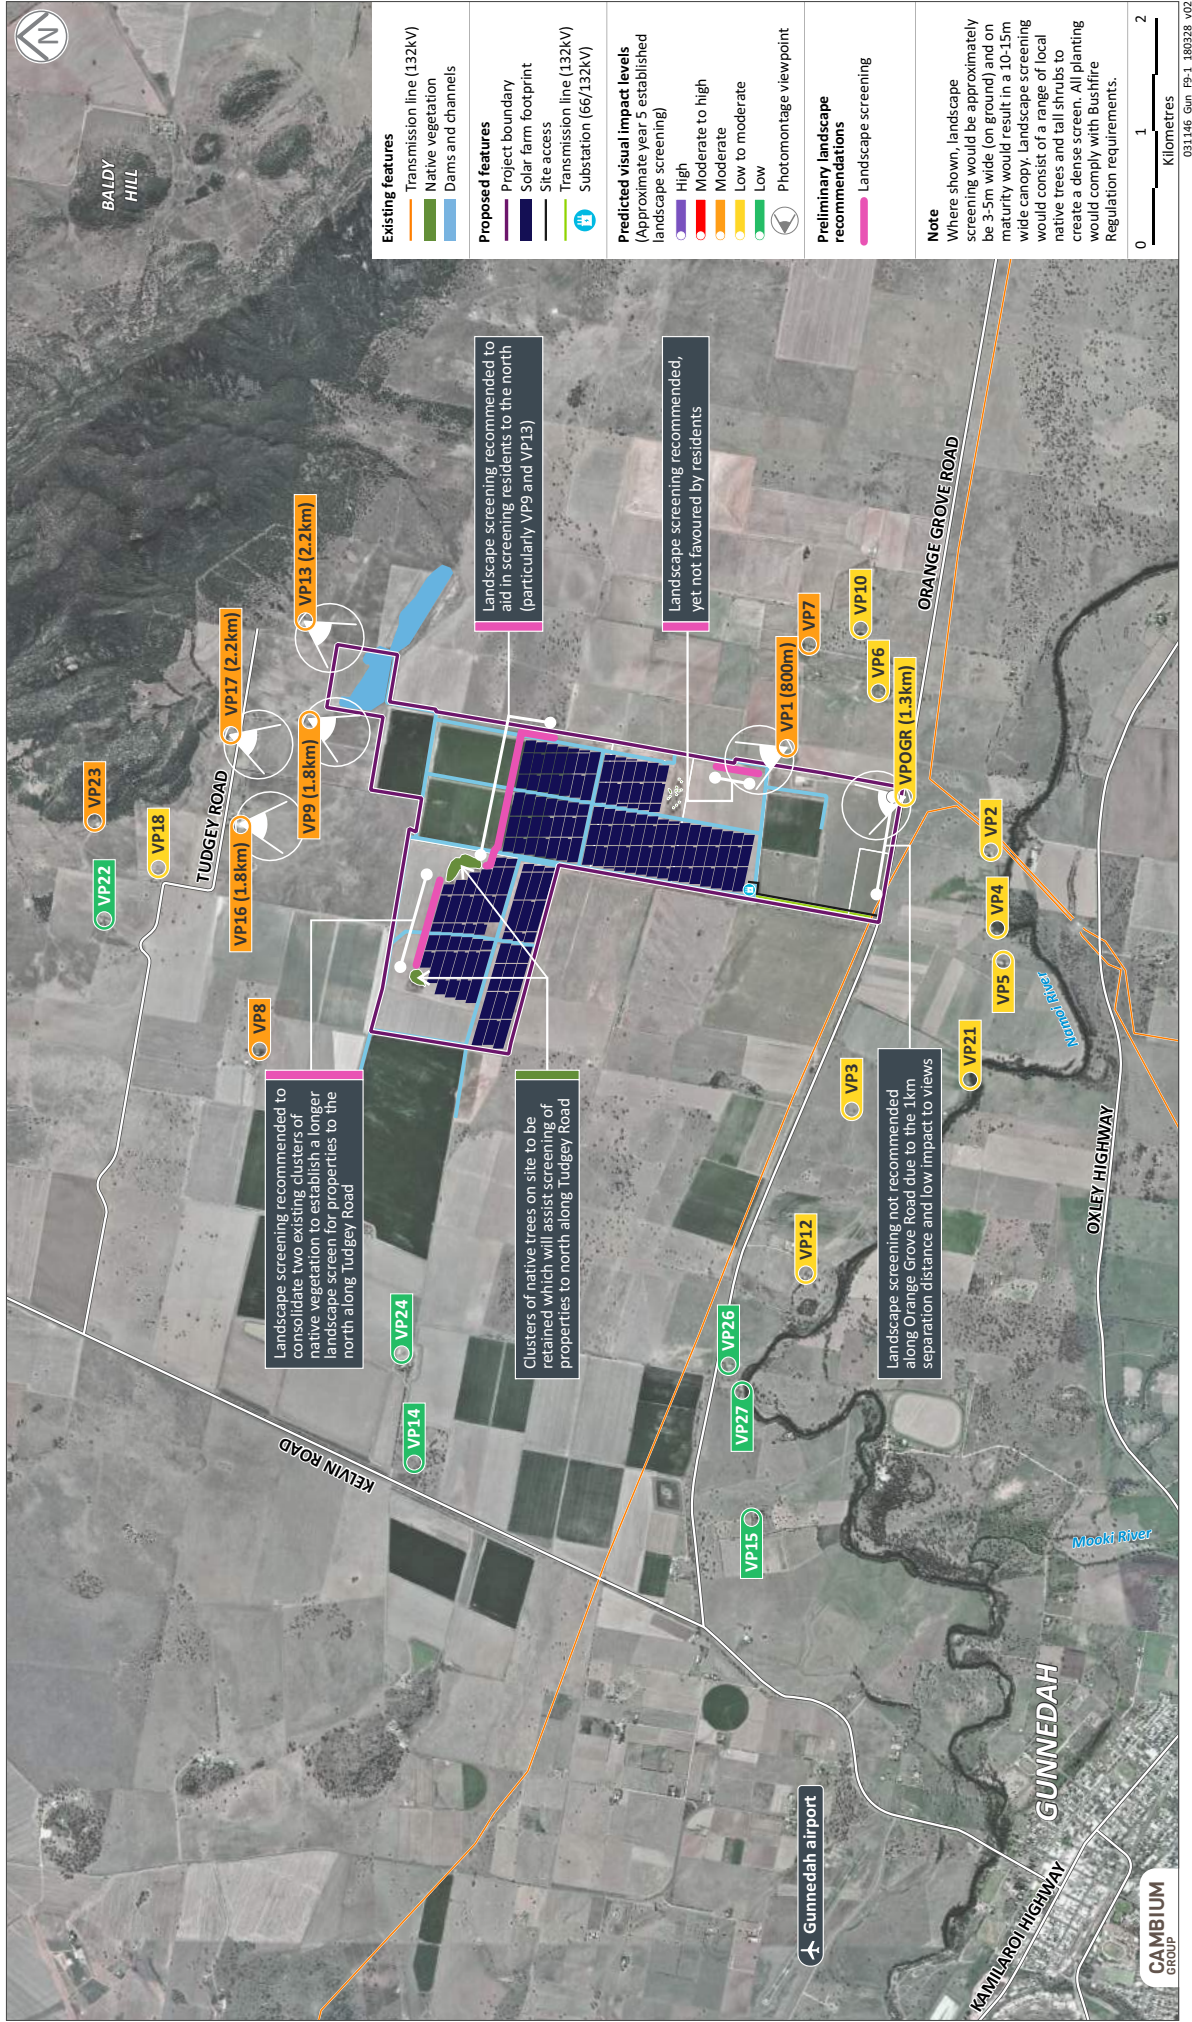 N
BALDY
HILL
TUDGEY ROAD
VP22
VP23
VP18
VP17 (2.2km)
VP16 (1.8km)
VP8
VP9 (1.8km)
VP13 (2.2km)
Landscape screening recommended to
consolidate two existing clusters of
native vegetation to establish a longer
landscape screen for properties to the
north along Tudgey Road
Landscape screening recommended to
aid in screening residents to the north
(particularly VP9 and VP13)
Clusters of native trees on site to be
retained which will assist screening of
properties to north along Tudgey Road
Landscape screening recommended,
yet not favoured by residents
KELVIN ROAD
VP14
VP24
VP15
VP27
VP26
VP12
VP3
VP1 (800m)
VP7
VP10
VP6
VPOGR (1.3km)
ORANGE GROVE ROAD
Landscape screening not recommended
along Orange Grove Road due to the 1km
separation distance and low impact to views
VP21
VP5
VP4
VP2
Namoi River
OXLEY HIGHWAY
Mooki River
Gunnedah airport
GUNNEDAH
KAMILAROI HIGHWAY
CAMBIUM
GROUP
Existing features
Transmission line (132kV)
Native vegetation
Dams and channels
Proposed features
Project boundary
Solar farm footprint
Site access
Transmission line (132kV)
Substation (66/132kV)
Predicted visual impact levels
(Approximate year 5 established
landscape screening)
High
Moderate to high
Moderate
Low to moderate
Low
Photomontage viewpoint
Preliminary landscape
recommendations
Landscape screening
Note
Where shown, landscape
screening would be approximately
be 3-5m wide (on ground) and on
maturity would result in a 10-15m
wide canopy. Landscape screening
would consist of a range of local
native trees and tall shrubs to
create a dense screen. All planting
would comply with Bushfire
Regulation requirements.
0 1 2
Kilometres
031146 Gun F9-1 180328 v02